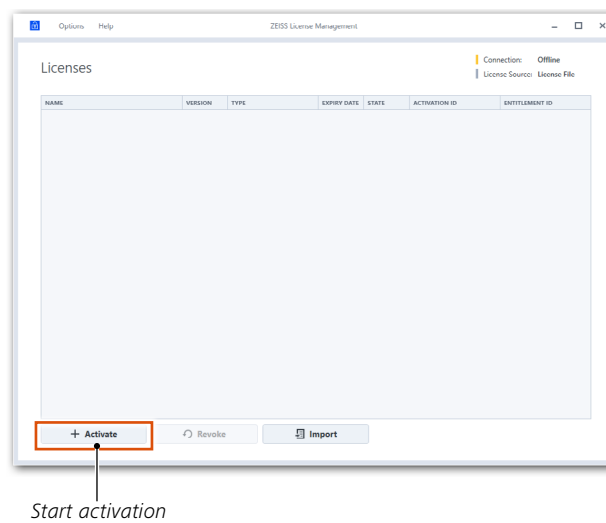 Options Help ZEISS License Management
Licenses
Connection: Offline
License Source: License File
NAME VERSION TYPE EXPIRY DATE STATE ACTIVATION ID ENTITLEMENT ID
+ Activate Revoke Import
Start activation